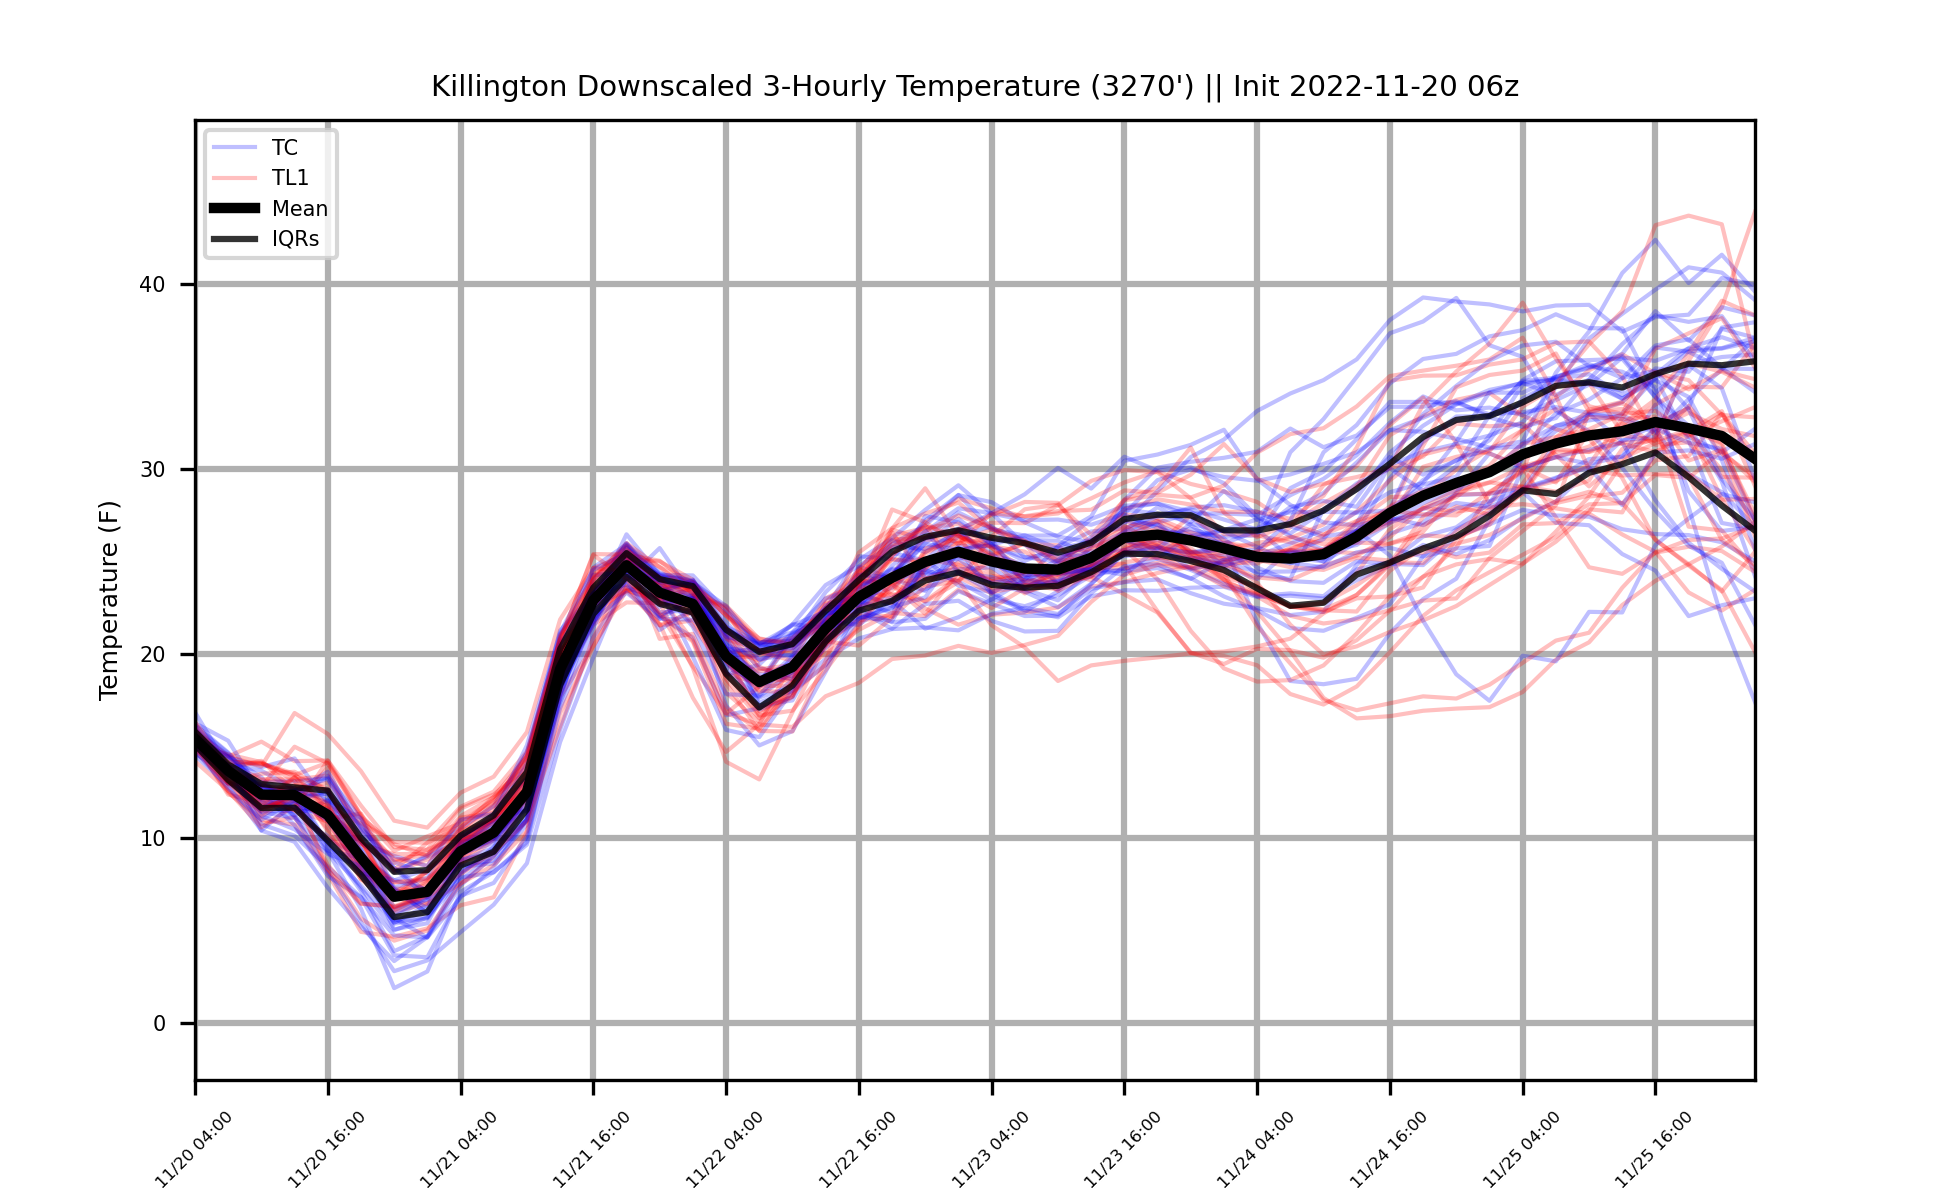 Killington Downscaled 3-Hourly Temperature (3270') || Init 2022-11-20 06z
TC
TL1
Mean
IQRs
Temperature (F)
40
30
20
10
0
11/20 04:00
11/20 16:00
11/21 04:00
11/21 16:00
11/22 04:00
11/22 16:00
11/23 04:00
11/23 16:00
11/24 04:00
11/24 16:00
11/25 04:00
11/25 16:00